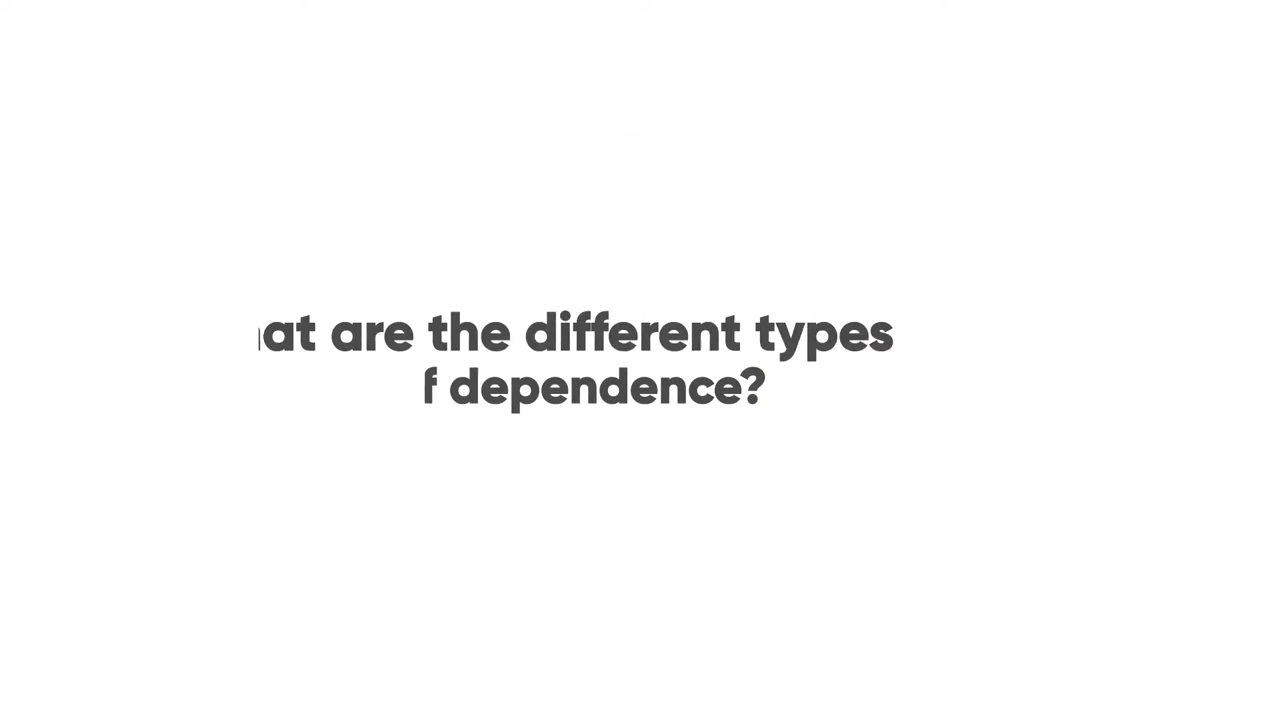 at are the different types
f dependence?